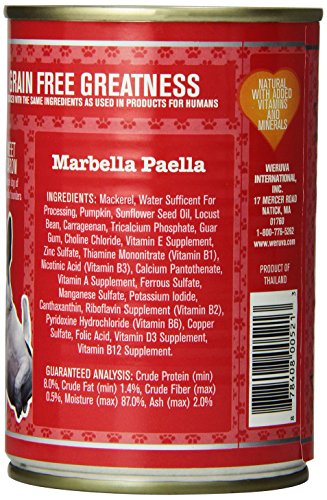 GRAIN FREE GREATNESS
WITH THE SAME INGREDIENTS AS USED IN PRODUCTS FOR HUMANS
NATURAL
WITH ADDED
VITAMINS
AND
MINERALS
Marbella Paella
INGREDIENTS: Mackerel, Water Sufficent For
Processing, Pumpkin, Sunflower Seed Oil, Locust
Bean, Carrageenan, Tricalcium Phosphate, Guar
Gum, Choline Chloride, Vitamin E Supplement,
Zinc Sulfate, Thiamine Mononitrate (Vitamin B1),
Nicotinic Acid (Vitamin B3), Calcium Pantothenate,
Vitamin A Supplement, Ferrous Sulfate,
Manganese Sulfate, Potassium Iodide,
Canthaxanthin, Riboflavin Supplement (Vitamin B2),
Pyridoxine Hydrochloride (Vitamin B6), Copper
Sulfate, Folic Acid, Vitamin D3 Supplement,
Vitamin B12 Supplement.
GUARANTEED ANALYSIS: Crude Protein (min)
8.0%, Crude Fat (min) 1.4%, Crude Fiber (max)
0.5%, Moisture (max) 87.0%, Ash (max) 2.0%
WERUVA
INTERNATIONAL,
INC.
17 MERCER ROAD
NATICK, MA
01760
1-800-776-5262
www.weruva
PRODUCT OF
THAILAND
8 78408 00521 3